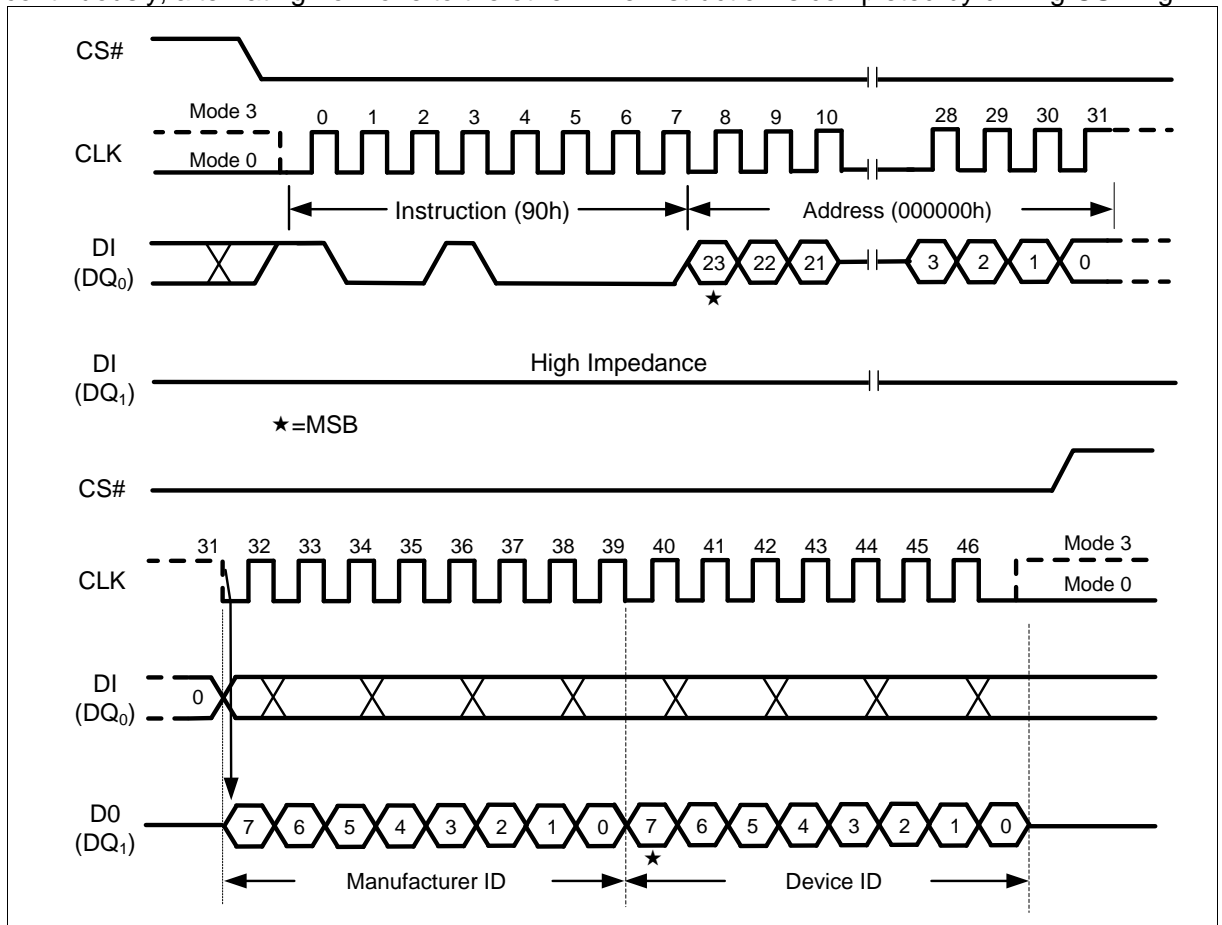 CS#
Mode 3
0 1 2 3 4 5 6 7 8 9 10 28 29 30 31
CLK
Mode 0
Instruction (90h) Address (000000h)
DI
(DQ0)
23 22 21 3 2 1 0
★
High Impedance
DI
(DQ1)
★=MSB
CS#
31 32 33 34 35 36 37 38 39 40 41 42 43 44 45 46
Mode 3
CLK
Mode 0
DI
(DQ0)
0
D0
(DQ1)
7 6 5 4 3 2 1 0 7 6 5 4 3 2 1 0
★
Manufacturer ID Device ID